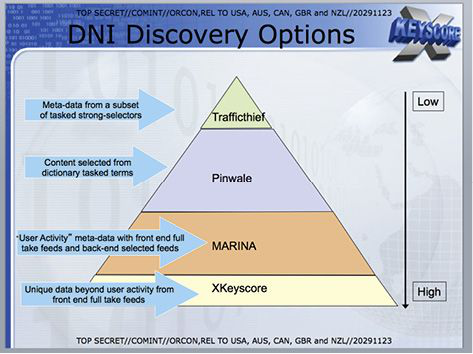 TOP SECRET//COMINT//ORCON,REL TO USA, AUS, CAN, GBR and NZL//20291123
DNI Discovery Options
X KEYSCORE
Meta-data from a subset
of tasked strong-selectors
Traffictheif
Low
Content selected from
dictionary tasked terms
Pinwale
"User Activity" meta-data with front end full
take feeds and back-end selected feeds
MARINA
Unique data beyond user activity from
front end full take feeds
XKeyscore
High
TOP SECRET//COMINT//ORCON,REL TO USA, AUS, CAN, GBR and NZL//20291123